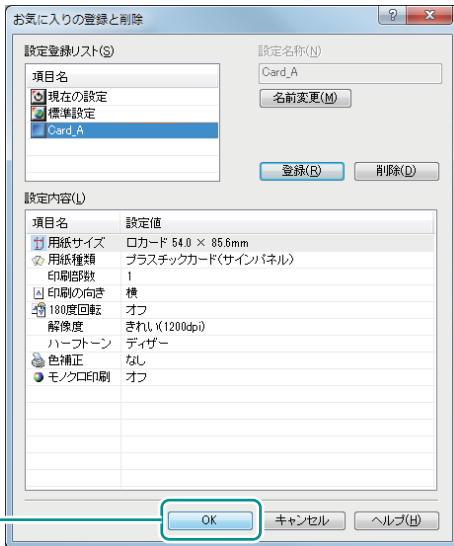 お気に入りの登録と削除
設定登録リスト(S)
設定名称(N)
項目名
Card_A
現在の設定
名前変更(M)
標準設定
Card_A
登録(R) 削除(D)
設定内容(L)
項目名 設定値
用紙サイズ ロカード 54.0 × 85.6mm
用紙種類 プラスチックカード(サインパネル)
印刷部数 1
印刷の向き 横
180度回転 オフ
解像度 きれい(1200dpi)
ハーフトーン ディザー
色補正 なし
モノクロ印刷 オフ
OK キャンセル ヘルプ(H)